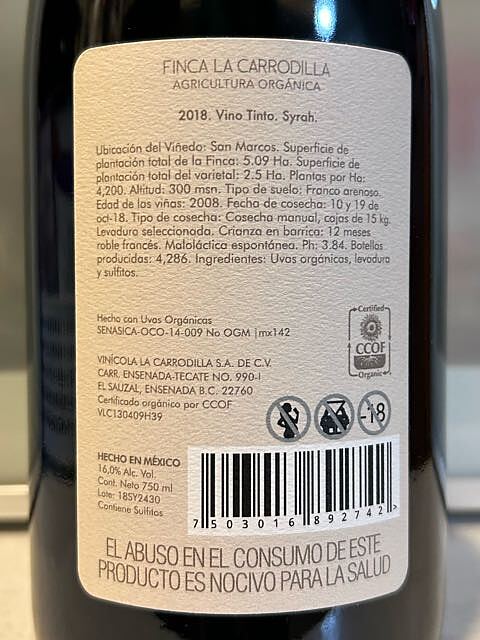 FINCA LA CARRODILLA
AGRICULTURA ORGÁNICA
2018. Vino Tinto. Syrah.
Ubicación del Viñedo: San Marcos. Superficie de
plantación total de la Finca: 5.09 Ha. Superficie de
plantación total del varietal: 2.5 Ha. Plantas por Ha:
4,200. Altitud: 300 msn. Tipo de suelo: Franco arenoso.
Edad de las viñas: 2008. Fecha de cosecha: 10 y 19 de
oct-18. Tipo de cosecha: Cosecha manual, cajas de 15 kg.
Levadura seleccionada. Crianza en barrica: 12 meses
roble francés. Maloláctica espontánea. Ph: 3.84. Botellas
producidas: 4,286. Ingredientes: Uvas orgánicas, levadura
y sulfitos.
Hecho con Uvas Orgánicas
SENASICA-OCO-14-009 No OGM |mx142
Certified
CCOF
Organic
VINÍCOLA LA CARRODILLA S.A. DE C.V.
CARR. ENSENADA-TECATE NO. 990-I
EL SAUZAL, ENSENADA B.C. 22760
Certificado orgánico por CCOF
VLC130409H39
-18
HECHO EN MÉXICO
16,0% Alc. Vol.
Cont. Neto 750 ml
Lote: 18SY2430
Contiene Sulfitos
7 503016 892742 >
EL ABUSO EN EL CONSUMO DE ESTE
PRODUCTO ES NOCIVO PARA LA SALUD